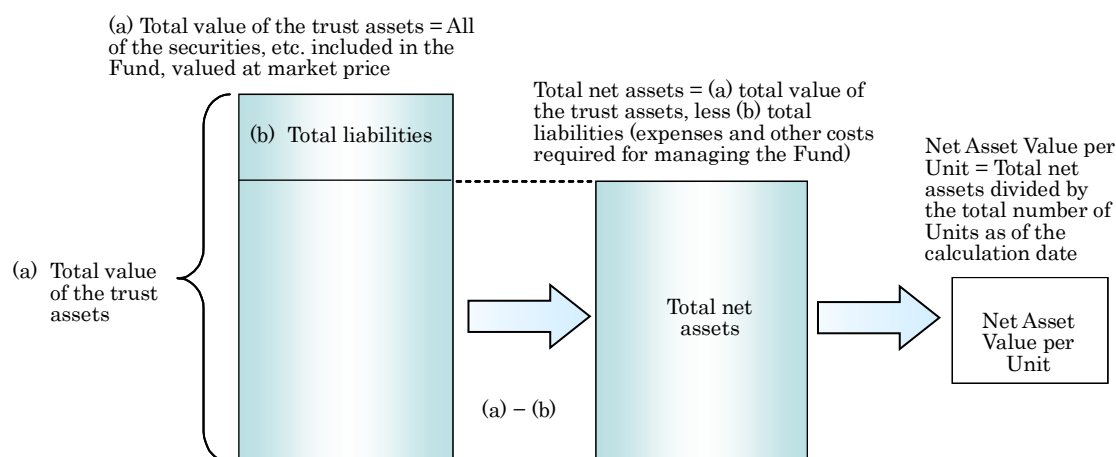 (a) Total value of the trust assets = All
of the securities, etc. included in the
Fund, valued at market price
(b) Total liabilities
Total net assets = (a) total value of
the trust assets, less (b) total
liabilities (expenses and other costs
required for managing the Fund)
Net Asset Value per
Unit = Total net
assets divided by
the total number of
Units as of the
calculation date
(a) Total value
of the trust
assets
Total net
assets
Net Asset
Value per
Unit
(a) – (b)